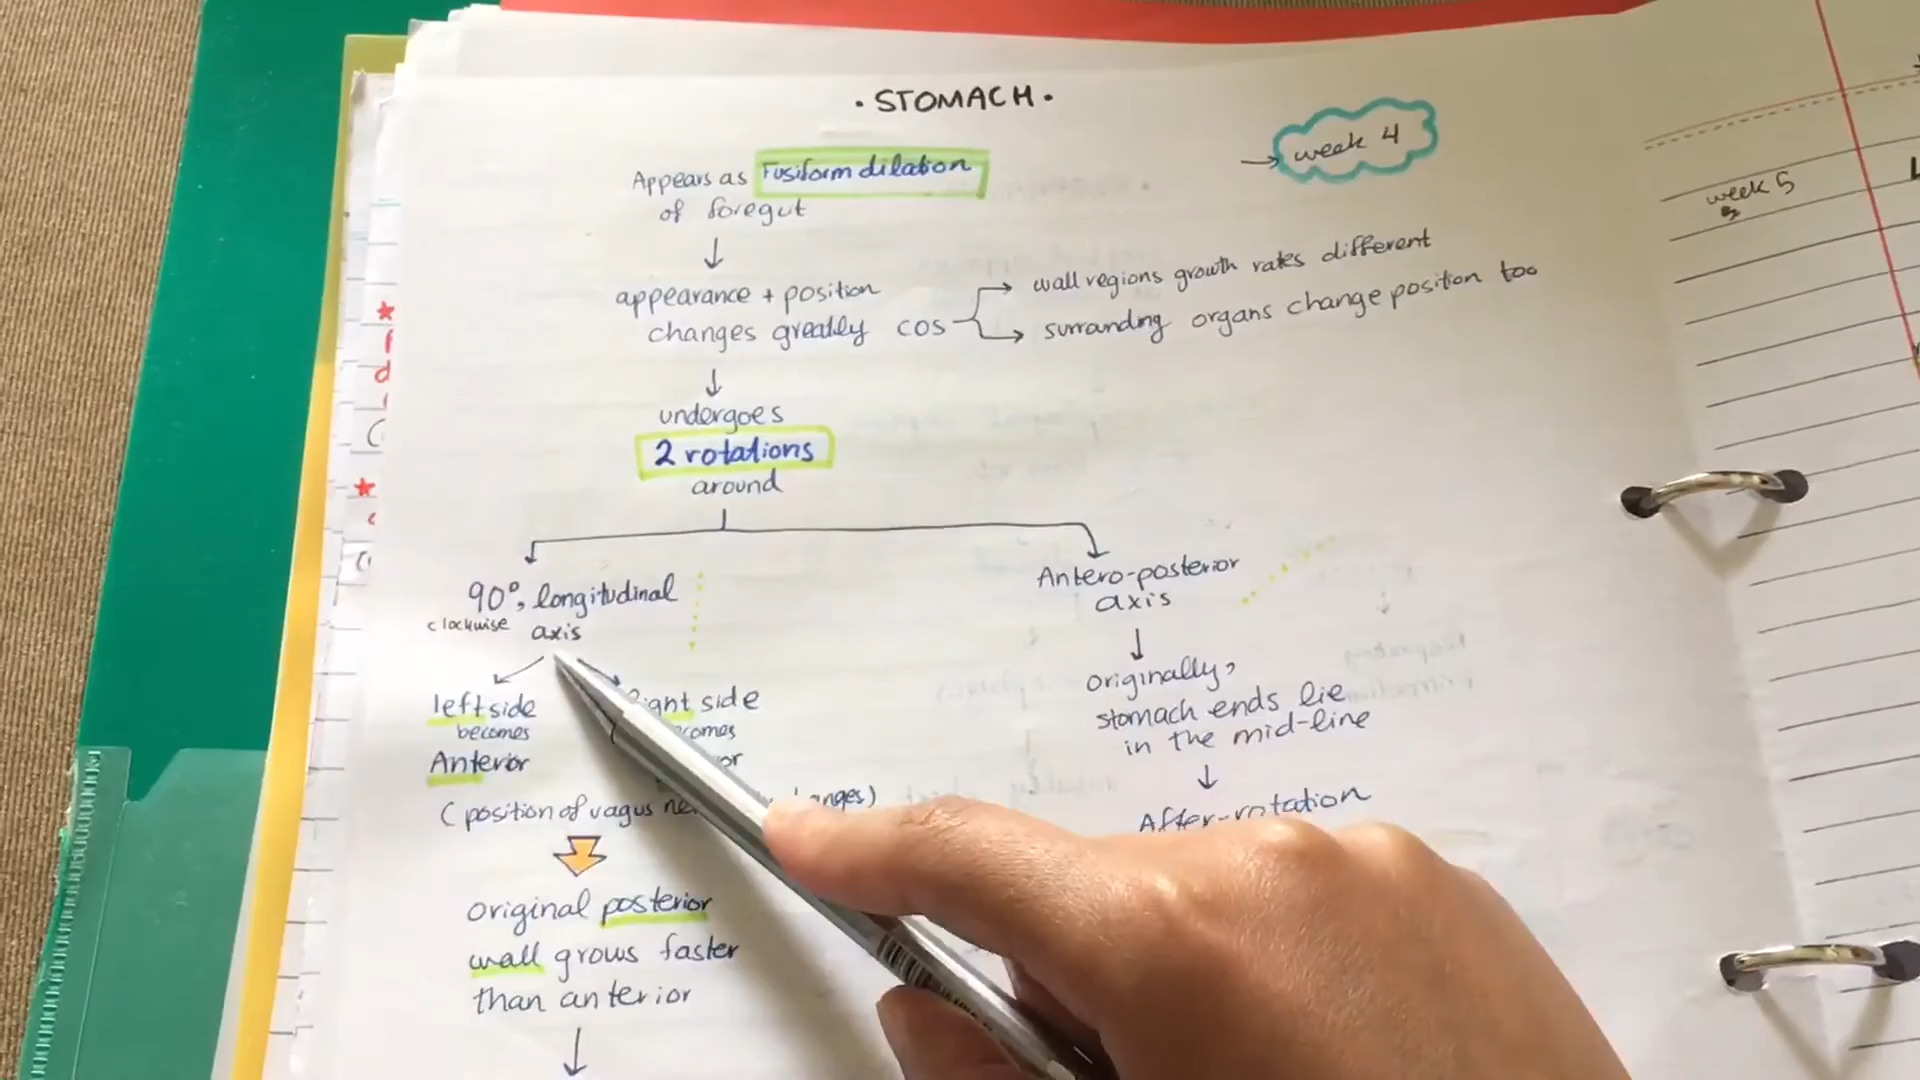 • STOMACH •
→ week 4
Appears as Fusiform dilation
of foregut
appearance + position
changes greatly cos
wall regions growth rates different
surrounding organs change position too
undergoes
2 rotations
around
90°, longitudinal
clockwise axis
left side
becomes
Anterior
side
(position of vagus
original posterior
wall grows faster
than anterior
Antero-posterior
axis
originally,
stomach ends lie
in the mid-line
After-rotation
week 5